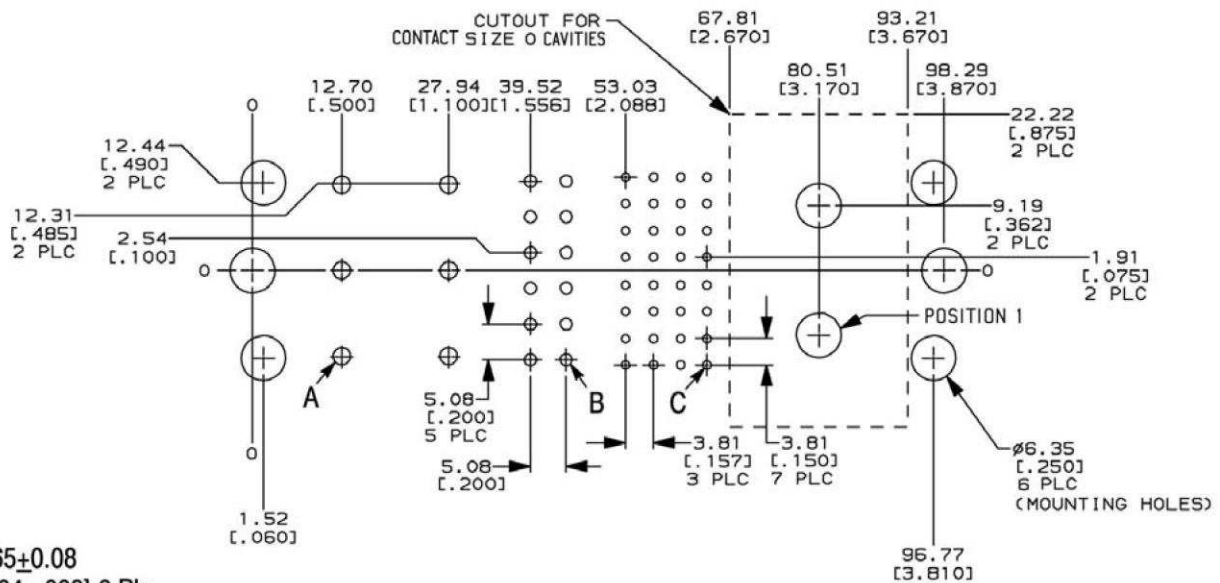 CUTOUT FOR
CONTACT SIZE 0 CAVITIES
67.81
[2.670]
93.21
[3.670]
80.51
[3.170]
98.29
[3.870]
12.70
[.500]
27.94
[1.100]
39.52
[1.556]
53.03
[2.088]
0
22.22
[.875]
2 PLC
12.44
[.490]
2 PLC
12.31
[.485]
2 PLC
2.54
[.100]
0
9.19
[.362]
2 PLC
0
1.91
[.075]
2 PLC
POSITION 1
A
B
C
5.08
[.200]
5 PLC
5.08
[.200]
3.81
[.157]
3 PLC
3.81
[.150]
7 PLC
0
1.52
[.060]
ø6.35
[.250]
6 PLC
(MOUNTING HOLES)
96.77
[3.810]
65±0.08